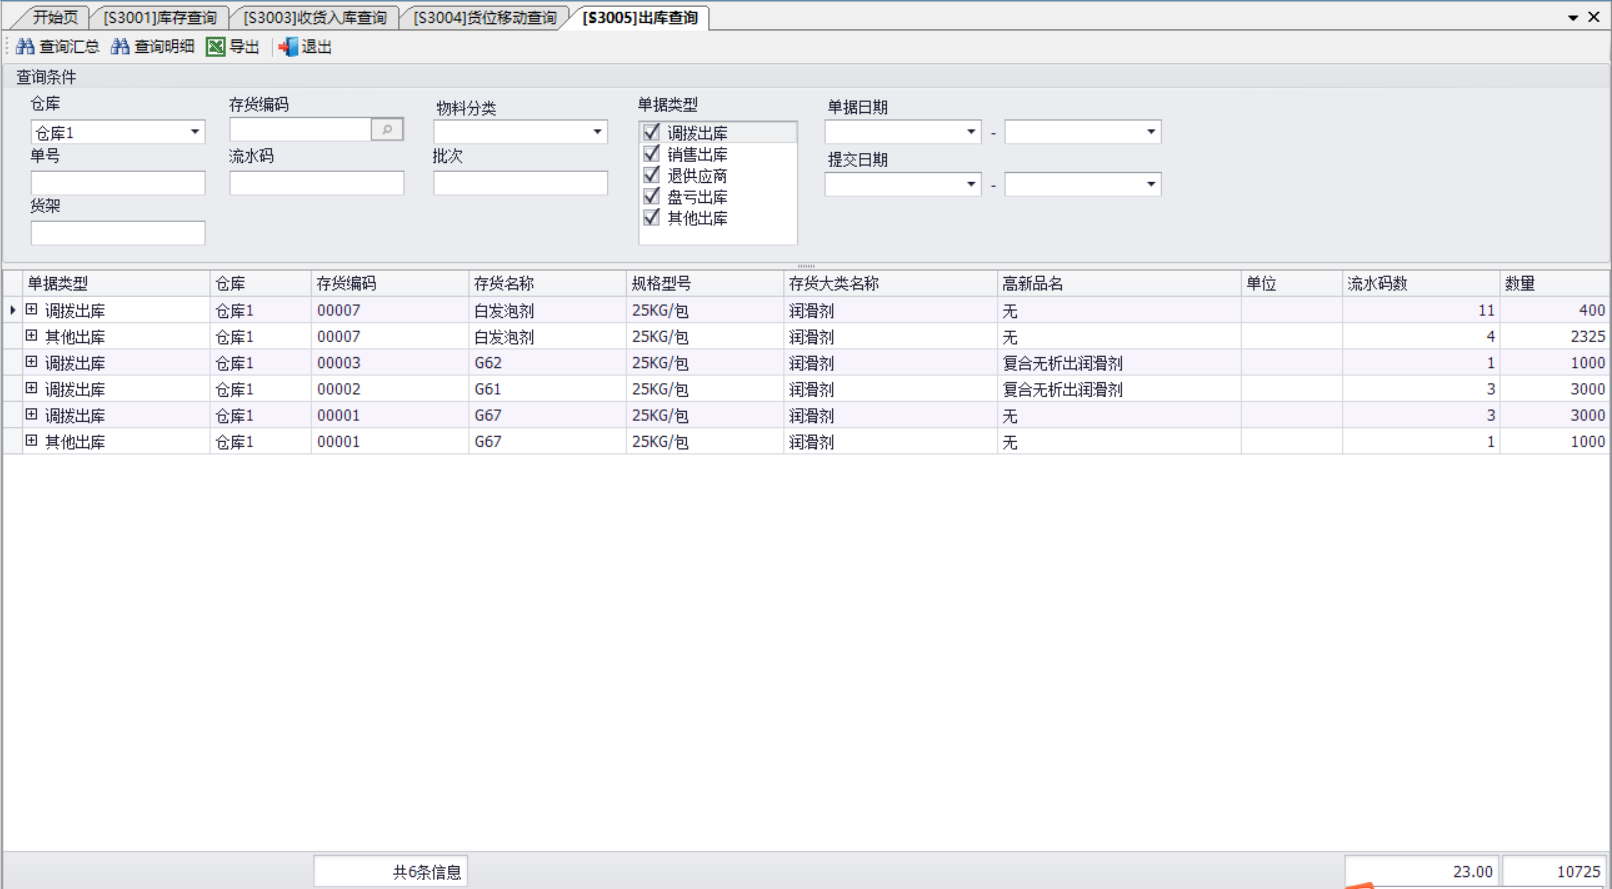 开始页 [S3001]库存查询 [S3003]收货入库查询 [S3004]货位移动查询 [S3005]出库查询
查询汇总 查询明细 导出 退出
查询条件
仓库 存货编码 物料分类 单据类型 单据日期
仓库1 调拨出库 -
销售出库
单号 流水码 批次 提交日期
退供应商 -
盘亏出库
货架 其他出库
单据类型 仓库 存货编码 存货名称 规格型号 存货大类名称 高新品名 单位 流水码数 数量
调拨出库 仓库1 00007 白发泡剂 25KG/包 润滑剂 无 11 400
其他出库 仓库1 00007 白发泡剂 25KG/包 润滑剂 无 4 2325
调拨出库 仓库1 00003 G62 25KG/包 润滑剂 复合无析出润滑剂 1 1000
调拨出库 仓库1 00002 G61 25KG/包 润滑剂 复合无析出润滑剂 3 3000
调拨出库 仓库1 00001 G67 25KG/包 润滑剂 无 3 3000
其他出库 仓库1 00001 G67 25KG/包 润滑剂 无 1 1000
共6条信息 23.00 10725